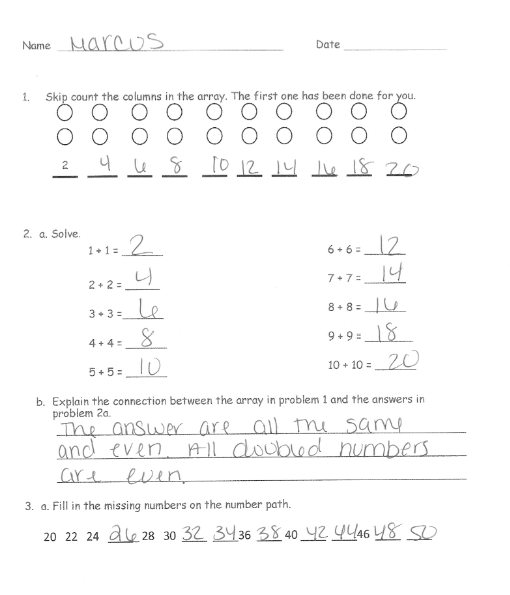 Name Marcus Date
1. Skip count the columns in the array. The first one has been done for you.
2 4 6 8 10 12 14 16 18 20
2. a. Solve.
1 + 1 = 2 6 + 6 = 12
2 + 2 = 4 7 + 7 = 14
3 + 3 = 6 8 + 8 = 16
4 + 4 = 8 9 + 9 = 18
5 + 5 = 10 10 + 10 = 20
b. Explain the connection between the array in problem 1 and the answers in
problem 2a.
The answer are all the same
and even. All doubled numbers
are even.
3. a. Fill in the missing numbers on the number path.
20 22 24 26 28 30 32 34 36 38 40 42 44 46 48 50